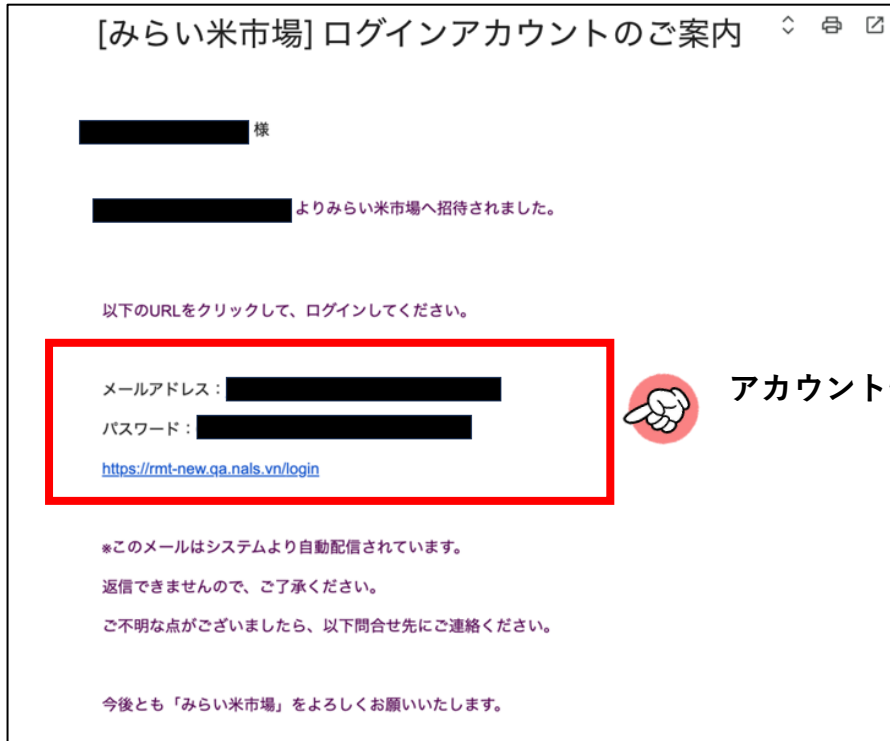 [みらい米市場] ログインアカウントのご案内
様
よりみらい米市場へ招待されました。
以下のURLをクリックして、ログインしてください。
メールアドレス：
アカウント
パスワード：
https://rmt-new.qa.nals.vn/login
※このメールはシステムより自動配信されています。
返信できませんので、ご了承ください。
ご不明な点がございましたら、以下問合せ先にご連絡ください。
今後とも「みらい米市場」をよろしくお願いいたします。